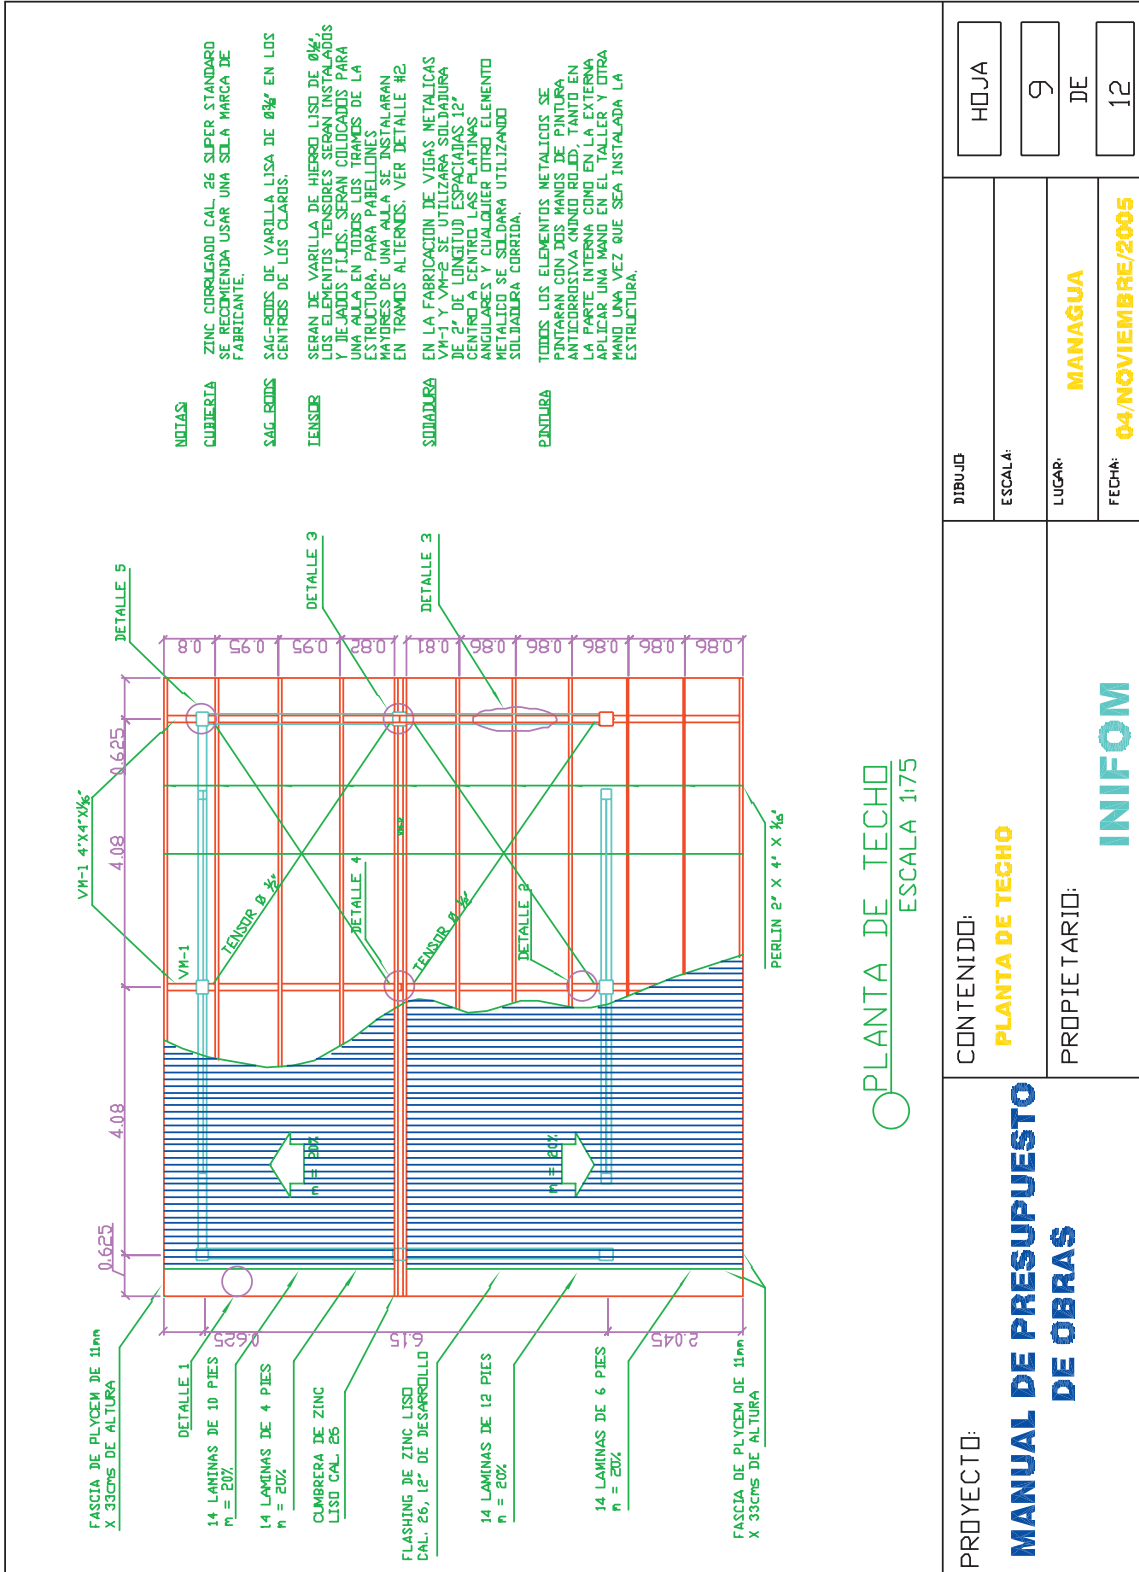 FASCIA DE PLYCEM DE 11mm
X 33cms DE ALTURA
DETALLE 1
14 LAMINAS DE 10 PIES
m = 20%
14 LAMINAS DE 4 PIES
m = 20%
CUMBRERA DE ZINC
LISO CAL. 26
FLASHING DE ZINC LISO
CAL. 26, 12" DE DESARROLLO
14 LAMINAS DE 12 PIES
m = 20%
14 LAMINAS DE 6 PIES
m = 20%
FASCIA DE PLYCEM DE 11mm
X 33cms DE ALTURA
0.625
4.08
4.08
0.625
0.625
6.15
2.045
VM-1 4"X4"X⅛"
VM-1
DETALLE 5
DETALLE 3
DETALLE 3
TENSOR Ø ½"
DETALLE 4
TENSOR Ø ½"
DETALLE 2
m = 20%
m = 20%
0.8
0.95
0.95
0.82
0.81
0.86
0.86
0.86
0.86
0.86
PERLIN 2" X 4" X ⅟₁₆"
PLANTA DE TECHO
ESCALA 1:75
NOTAS:
CUBIERTA
ZINC CORRUGADO CAL. 26 SUPER STANDARD
SE RECOMIENDA USAR UNA SOLA MARCA DE
FABRICANTE.
SAG RODS
SAG-RODS DE VARILLA LISA DE Ø⅜" EN LOS
CENTROS DE LOS CLAROS.
TENSOR
SERAN DE VARILLA DE HIERRO LISO DE Ø½",
LOS ELEMENTOS TENSORES SERAN INSTALADOS
Y DEJADOS FIJOS, SERAN COLOCADOS PARA
UNA AULA EN TODOS LOS TRAMOS DE LA
ESTRUCTURA, PARA PABELLONES
MAYORES DE UNA AULA SE INSTALARAN
EN TRAMOS ALTERNOS. VER DETALLE #2
SODADURA
EN LA FABRICACION DE VIGAS METALICAS
VM-1 Y VM-2 SE UTILIZARA SOLDADURA
DE 2" DE LONGITUD ESPACIADAS 12"
CENTRO A CENTRO. LAS PLATINAS
ANGULARES Y CUALQUIER OTRO ELEMENTO
METALICO SE SOLDARA UTILIZANDO
SOLDADURA CORRIDA.
PINTURA
TODOS LOS ELEMENTOS METALICOS SE
PINTARAN CON DOS MANOS DE PINTURA
ANTICORROSIVA (MINIO ROJO), TANTO EN
LA PARTE INTERNA COMO EN LA EXTERNA
APLICAR UNA MANO EN EL TALLER Y OTRA
MANO UNA VEZ QUE SEA INSTALADA LA
ESTRUCTURA.
PROYECTO:
MANUAL DE PRESUPUESTO
DE OBRAS
CONTENIDO:
PLANTA DE TECHO
PROPIETARIO:
INIFOM
DIBUJO:
ESCALA:
LUGAR:
MANAGUA
FECHA:
04/NOVIEMBRE/2005
HOJA
9
DE
12